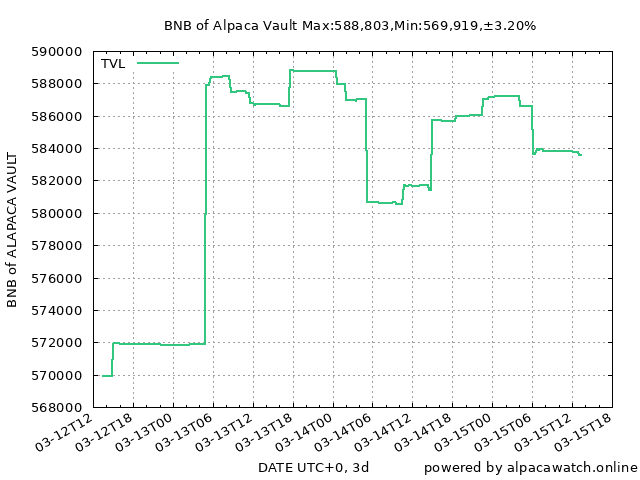 BNB of Alpaca Vault Max:588,803,Min:569,919,±3.20%
TVL
590000
588000
586000
584000
582000
580000
578000
576000
574000
572000
570000
568000
BNB of ALAPACA VAULT
03-12T12
03-12T18
03-13T00
03-13T06
03-13T12
03-13T18
03-14T00
03-14T06
03-14T12
03-14T18
03-15T00
03-15T06
03-15T12
03-15T18
DATE UTC+0, 3d
powered by alpacawatch.online